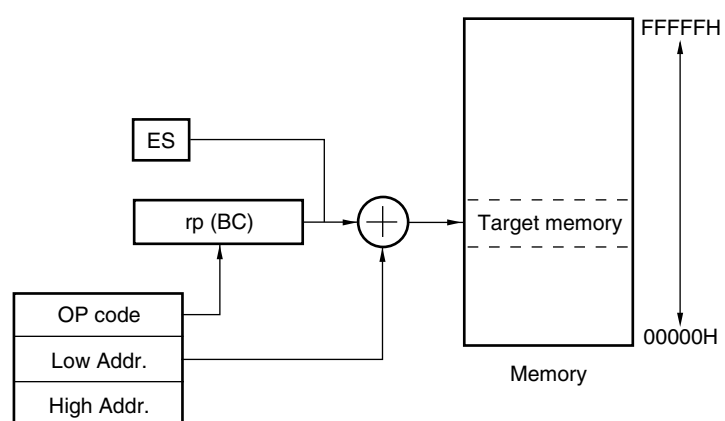 FFFFFH
ES
rp (BC)
Target memory
OP code
Low Addr.
High Addr.
00000H
Memory